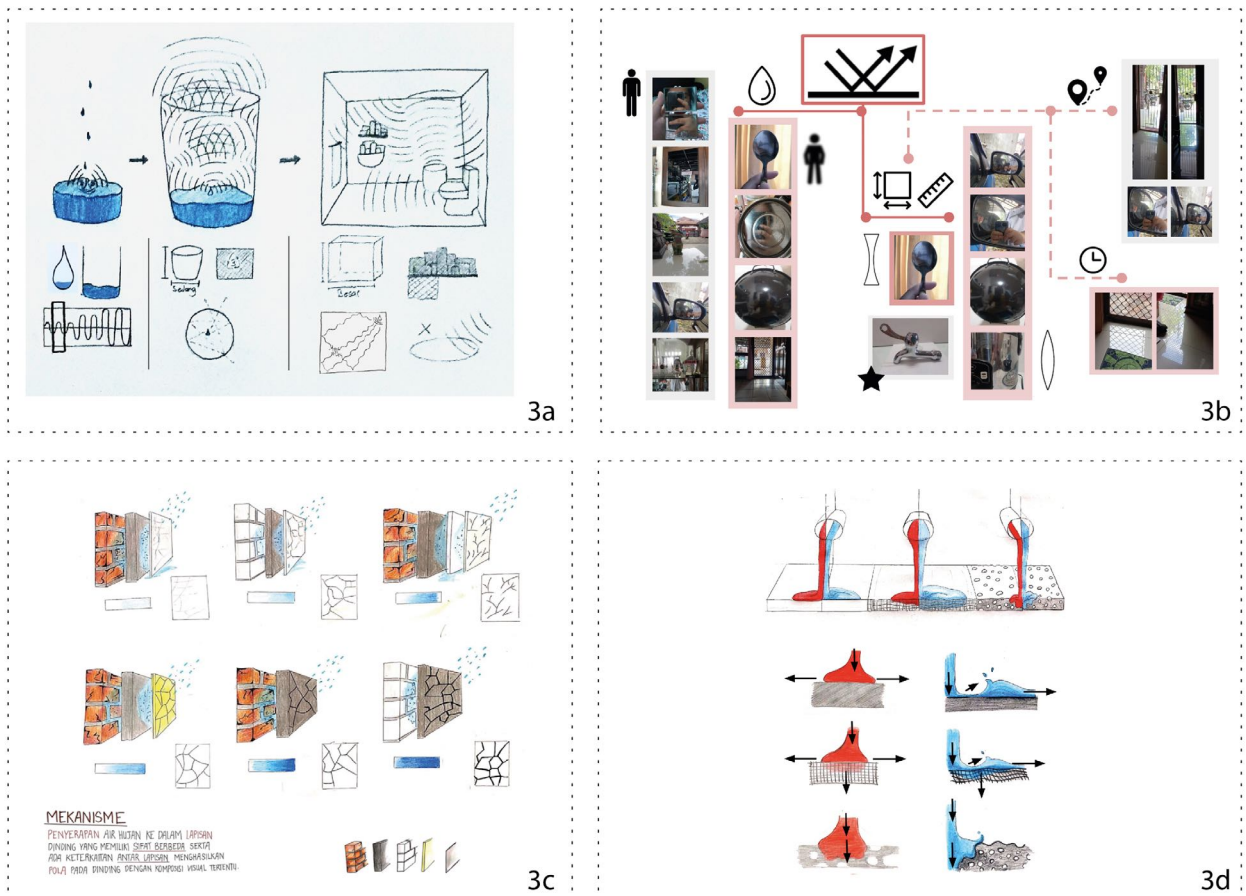 Sedang
Besar
3a
3b
MEKANISME
PENYERAPAN AIR HUJAN KE DALAM LAPISAN
DINDING YANG MEMILIKI SIFAT BERBEDA SERTA
ADA KETERKAITAN ANTAR LAPISAN MENGHASILKAN
POLA PADA DINDING DENGAN KOMPOSISI VISUAL TERTENTU.
3c
3d